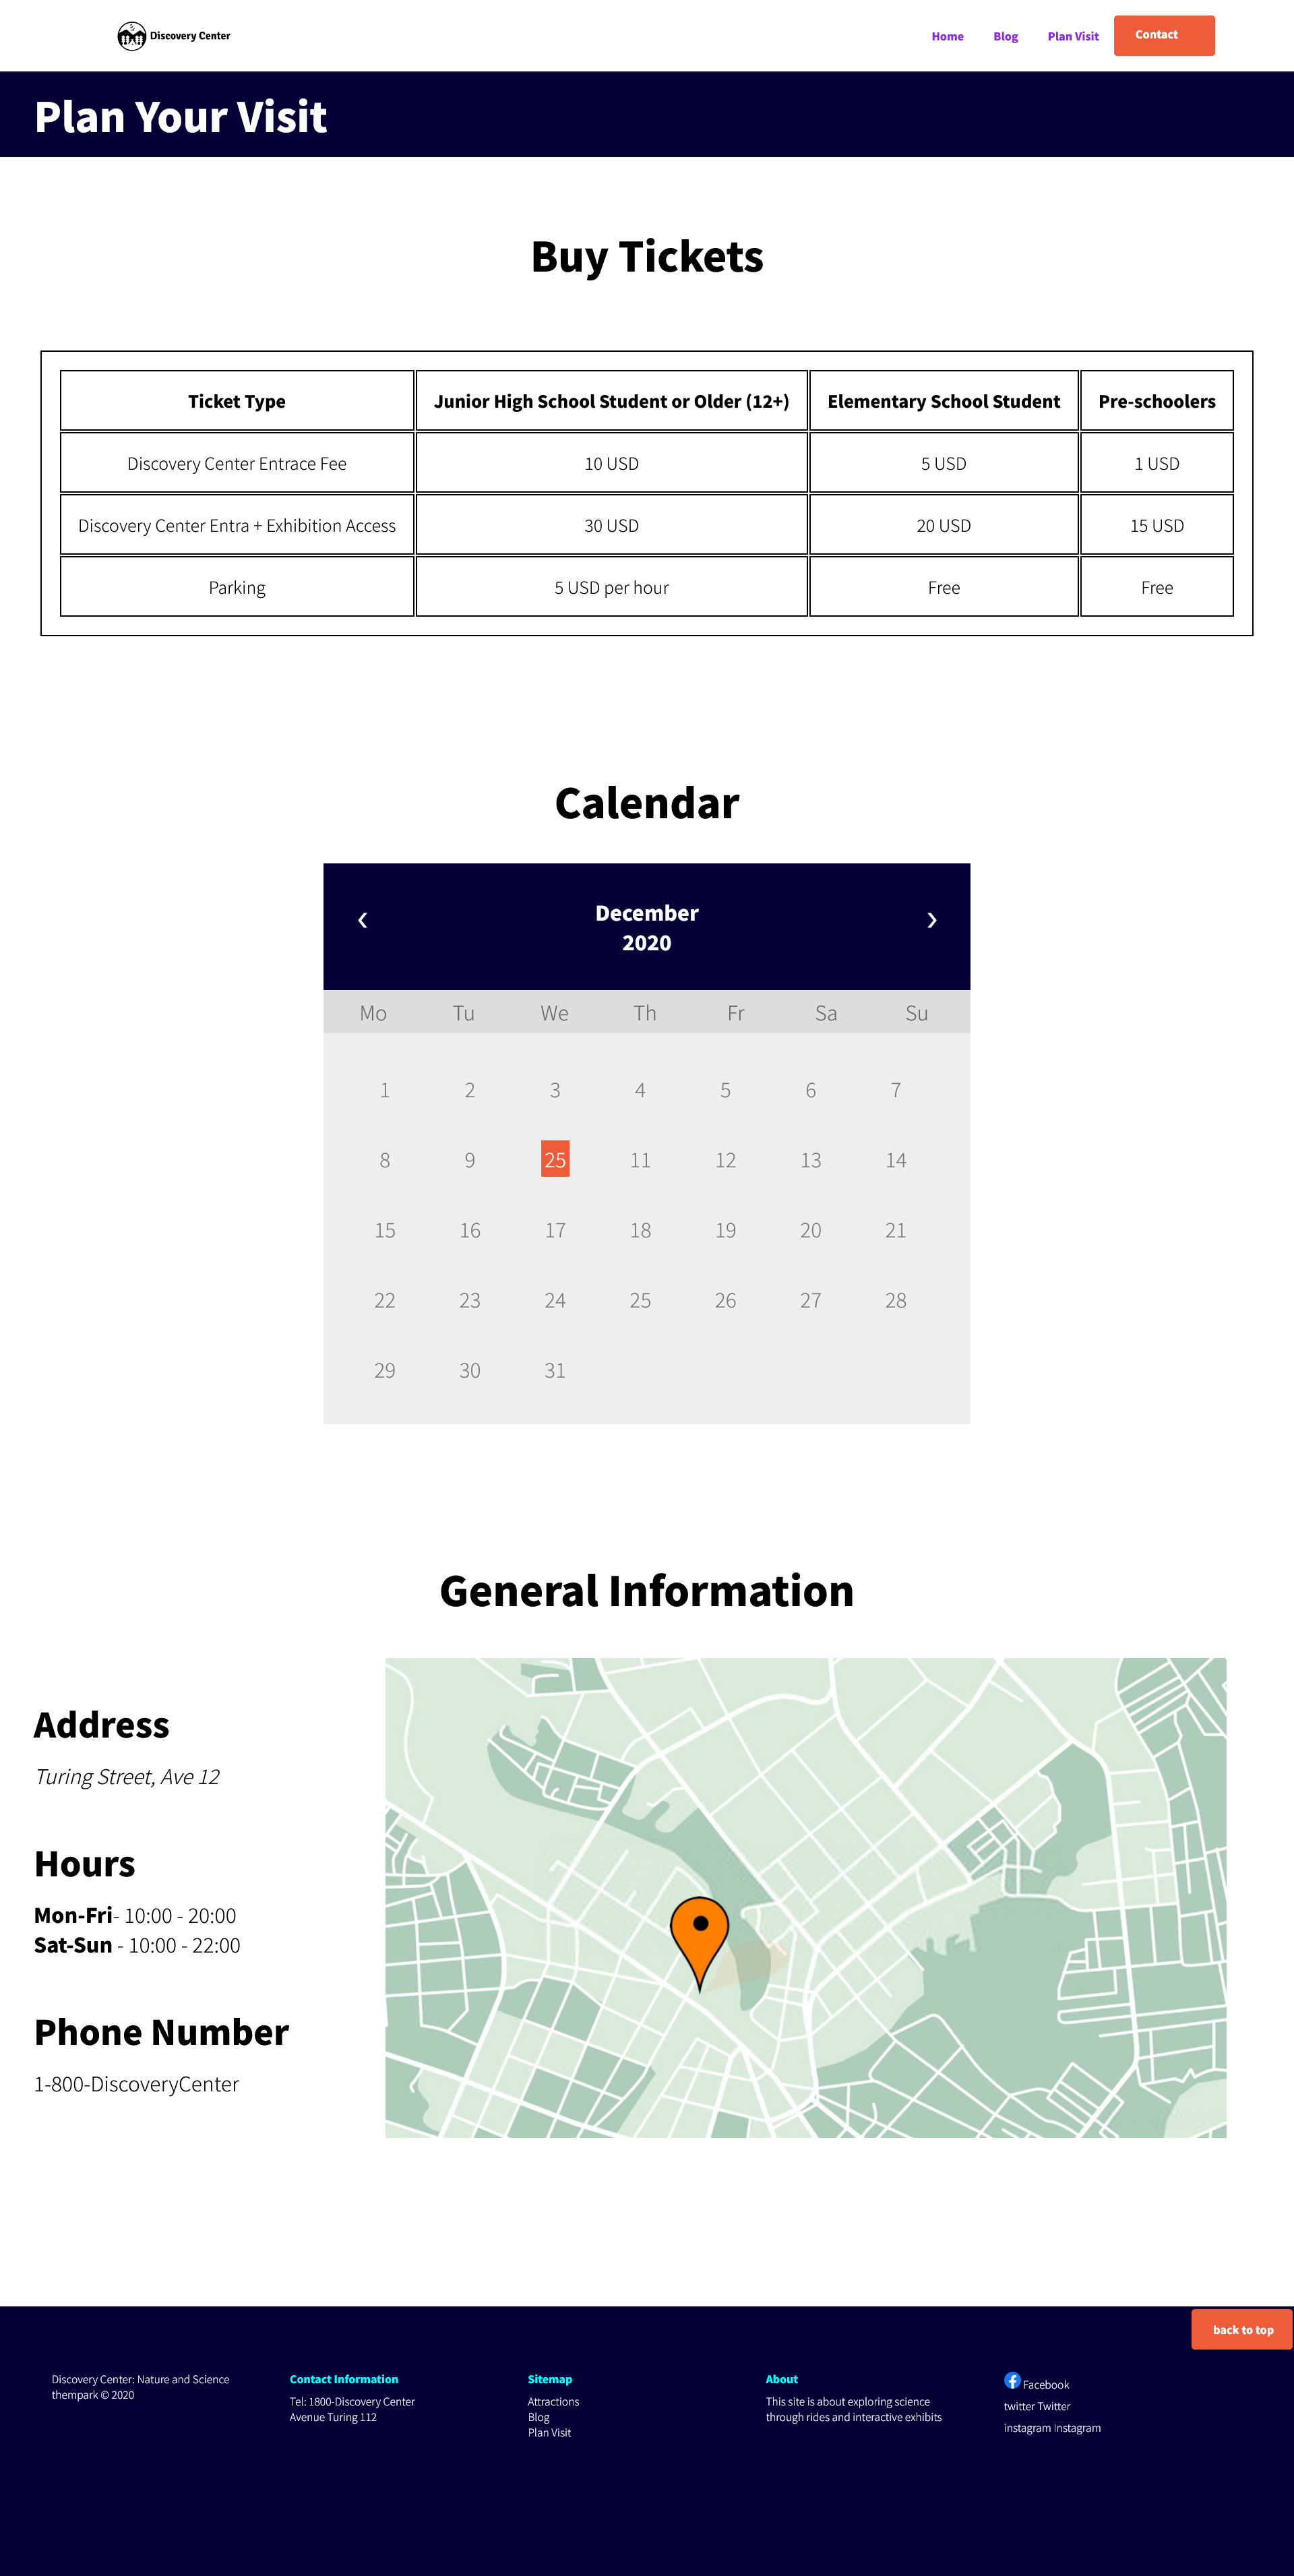 Discovery Center
Home Blog Plan Visit Contact
Plan Your Visit
Buy Tickets
Ticket Type Junior High School Student or Older (12+) Elementary School Student Pre-schoolers
Discovery Center Entrace Fee 10 USD 5 USD 1 USD
Discovery Center Entra + Exhibition Access 30 USD 20 USD 15 USD
Parking 5 USD per hour Free Free
Calendar
❮ December ❯
2020
Mo Tu We Th Fr Sa Su
1 2 3 4 5 6 7
8 9 25 11 12 13 14
15 16 17 18 19 20 21
22 23 24 25 26 27 28
29 30 31
General Information
Address
Turing Street, Ave 12
Hours
Mon-Fri- 10:00 - 20:00
Sat-Sun - 10:00 - 22:00
Phone Number
1-800-DiscoveryCenter
back to top
Discovery Center: Nature and Science
thempark © 2020
Contact Information
Tel: 1800-Discovery Center
Avenue Turing 112
Sitemap
Attractions
Blog
Plan Visit
About
This site is about exploring science
through rides and interactive exhibits
Facebook
twitter Twitter
instagram Instagram